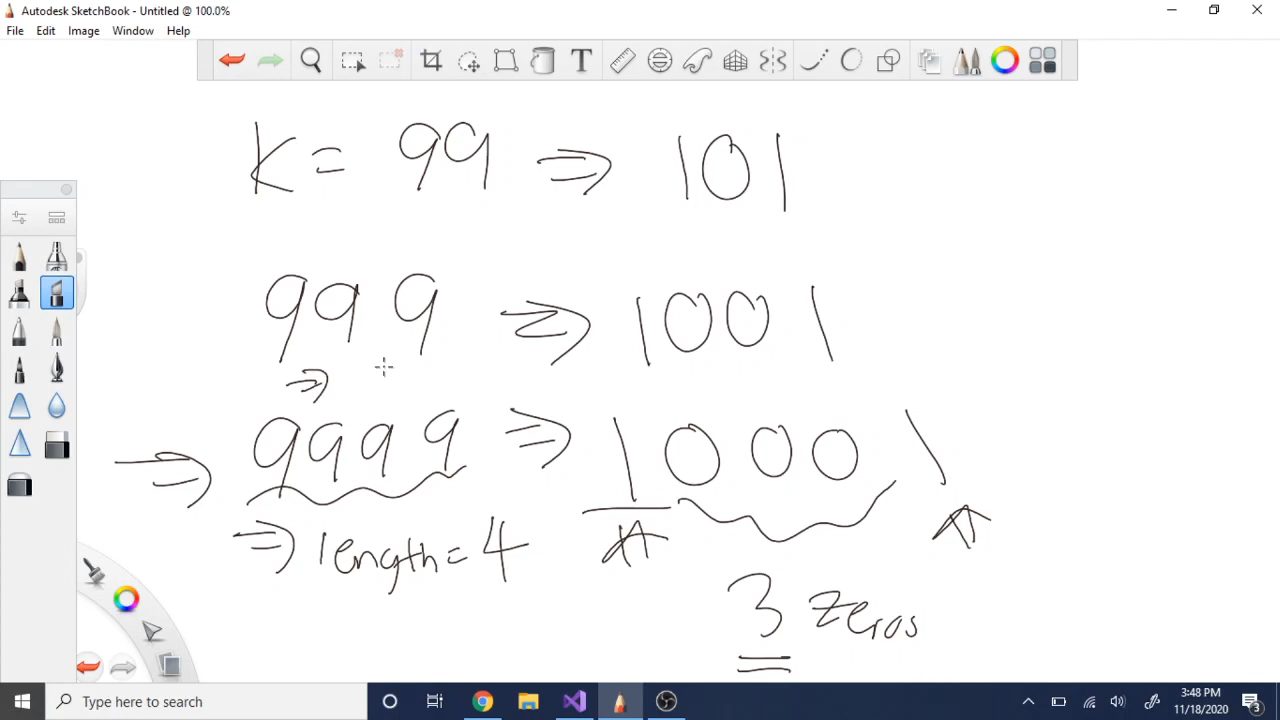 Autodesk SketchBook - Untitled @ 100.0%
File Edit Image Window Help
T
k = 99 ⇒ 101
999 ⇒ 1001
⇒
⇒ 9999 ⇒ 10001
⇒ length = 4
3 zeros
Type here to search
3:48 PM
11/18/2020
3